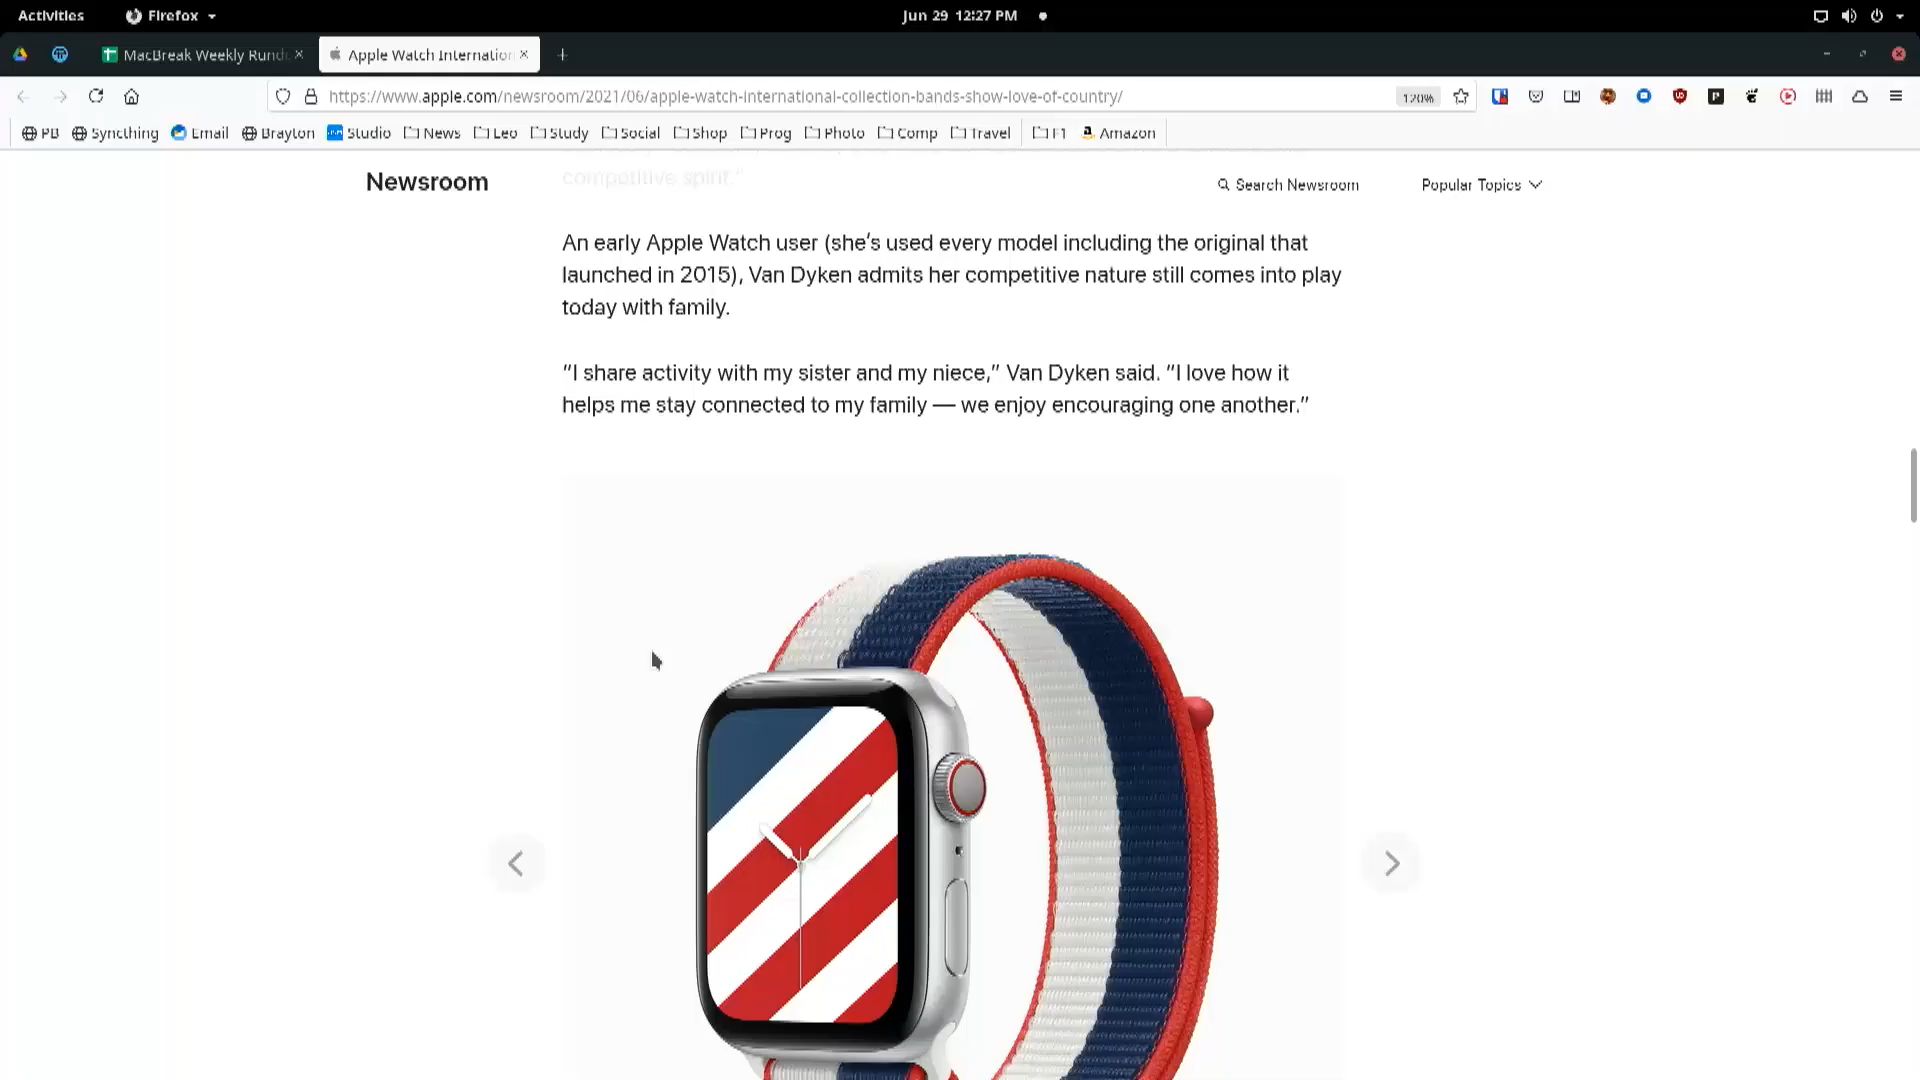 Activities
Firefox
Jun 29 12:27 PM
MacBreak Weekly Rund
Apple Watch Internation
https://www.apple.com/newsroom/2021/06/apple-watch-international-collection-bands-show-love-of-country/
120%
PB
Syncthing
Email
Brayton
Studio
News
Leo
Study
Social
Shop
Prog
Photo
Comp
Travel
F1
Amazon
competitive spirit.”
Newsroom
Search Newsroom
Popular Topics
An early Apple Watch user (she’s used every model including the original that
launched in 2015), Van Dyken admits her competitive nature still comes into play
today with family.
“I share activity with my sister and my niece,” Van Dyken said. “I love how it
helps me stay connected to my family — we enjoy encouraging one another.”